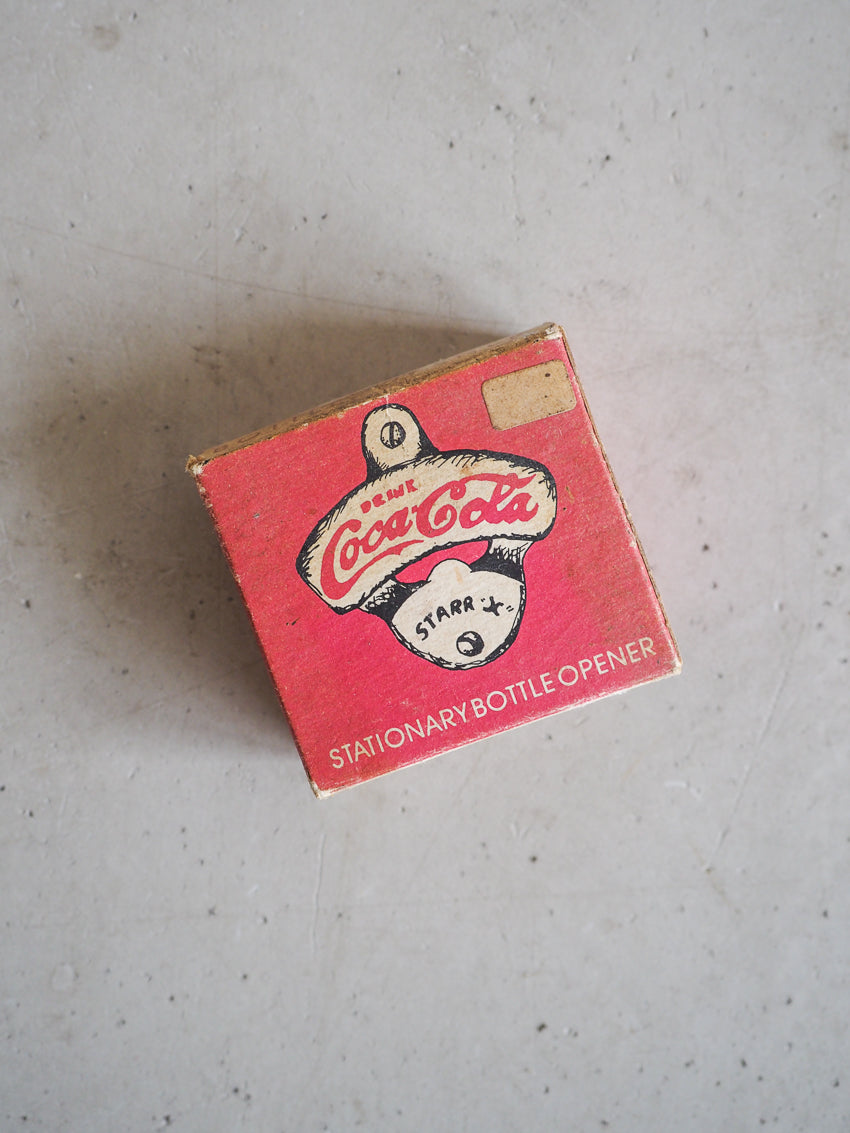 DRINK
Coca-Cola
STARR "X"
STATIONARY BOTTLE OPENER